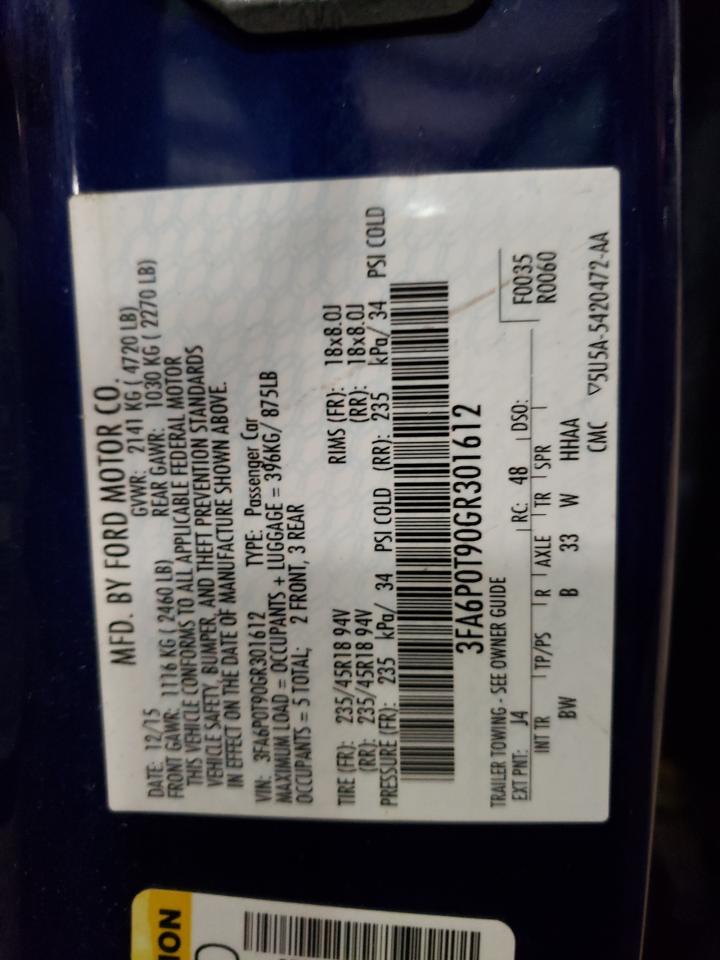 MFD. BY FORD MOTOR CO.
DATE: 12/15 GVWR: 2141 KG ( 4720 LB)
FRONT GAWR: 1116 KG ( 2460 LB) REAR GAWR: 1030 KG ( 2270 LB)
THIS VEHICLE CONFORMS TO ALL APPLICABLE FEDERAL MOTOR
VEHICLE SAFETY, BUMPER, AND THEFT PREVENTION STANDARDS
IN EFFECT ON THE DATE OF MANUFACTURE SHOWN ABOVE.
VIN: 3FA6P0T90GR301612 TYPE: Passenger Car
MAXIMUM LOAD = OCCUPANTS + LUGGAGE = 396KG/ 875LB
OCCUPANTS = 5 TOTAL; 2 FRONT, 3 REAR
TIRE (FR): 235/45R18 94V RIMS (FR): 18x8.0J
(RR): 235/45R18 94V (RR): 18x8.0J
PRESSURE (FR): 235 kPa/ 34 PSI COLD (RR): 235 kPa/ 34 PSI COLD
3FA6P0T90GR301612
TRAILER TOWING - SEE OWNER GUIDE F0035
EXT PNT: J4 RC: 48 DSO: R0060
INT TR TP/PS R AXLE TR SPR
BW B 33 W HHAA
CMC ▽5U5A-5420472-AA
ION